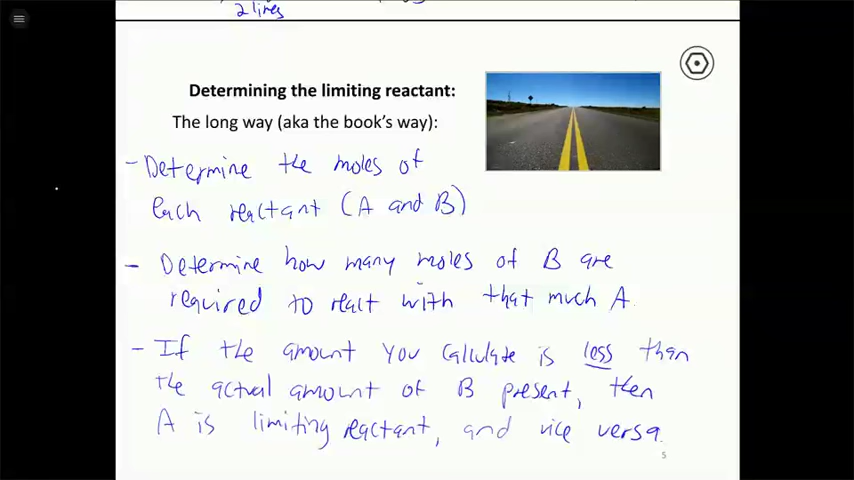 2 lines
Determining the limiting reactant:
The long way (aka the book's way):
- Determine the moles of
each reactant (A and B)
- Determine how many moles of B are
required to react with that much A
- If the amount you calculate is less than
the actual amount of B present, then
A is limiting reactant, and vice versa.
5